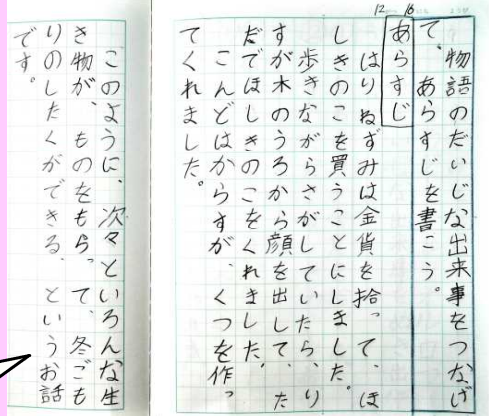 12 16
物語のだいじな出来事をつなげ
て、あらすじを書こう。
あらすじ
はりねずみは金貨を拾って、ほ
しきのこを買うことにしました。
歩きながらさがしていたら、り
すが木のうろから顔を出して、た
だでほしきのこをくれました。
こんどはからすが、くつを作っ
てくれました。
このように、次々といろんな生
き物が、ものをもらって、冬ごも
りのしたくができる、というお話
です。